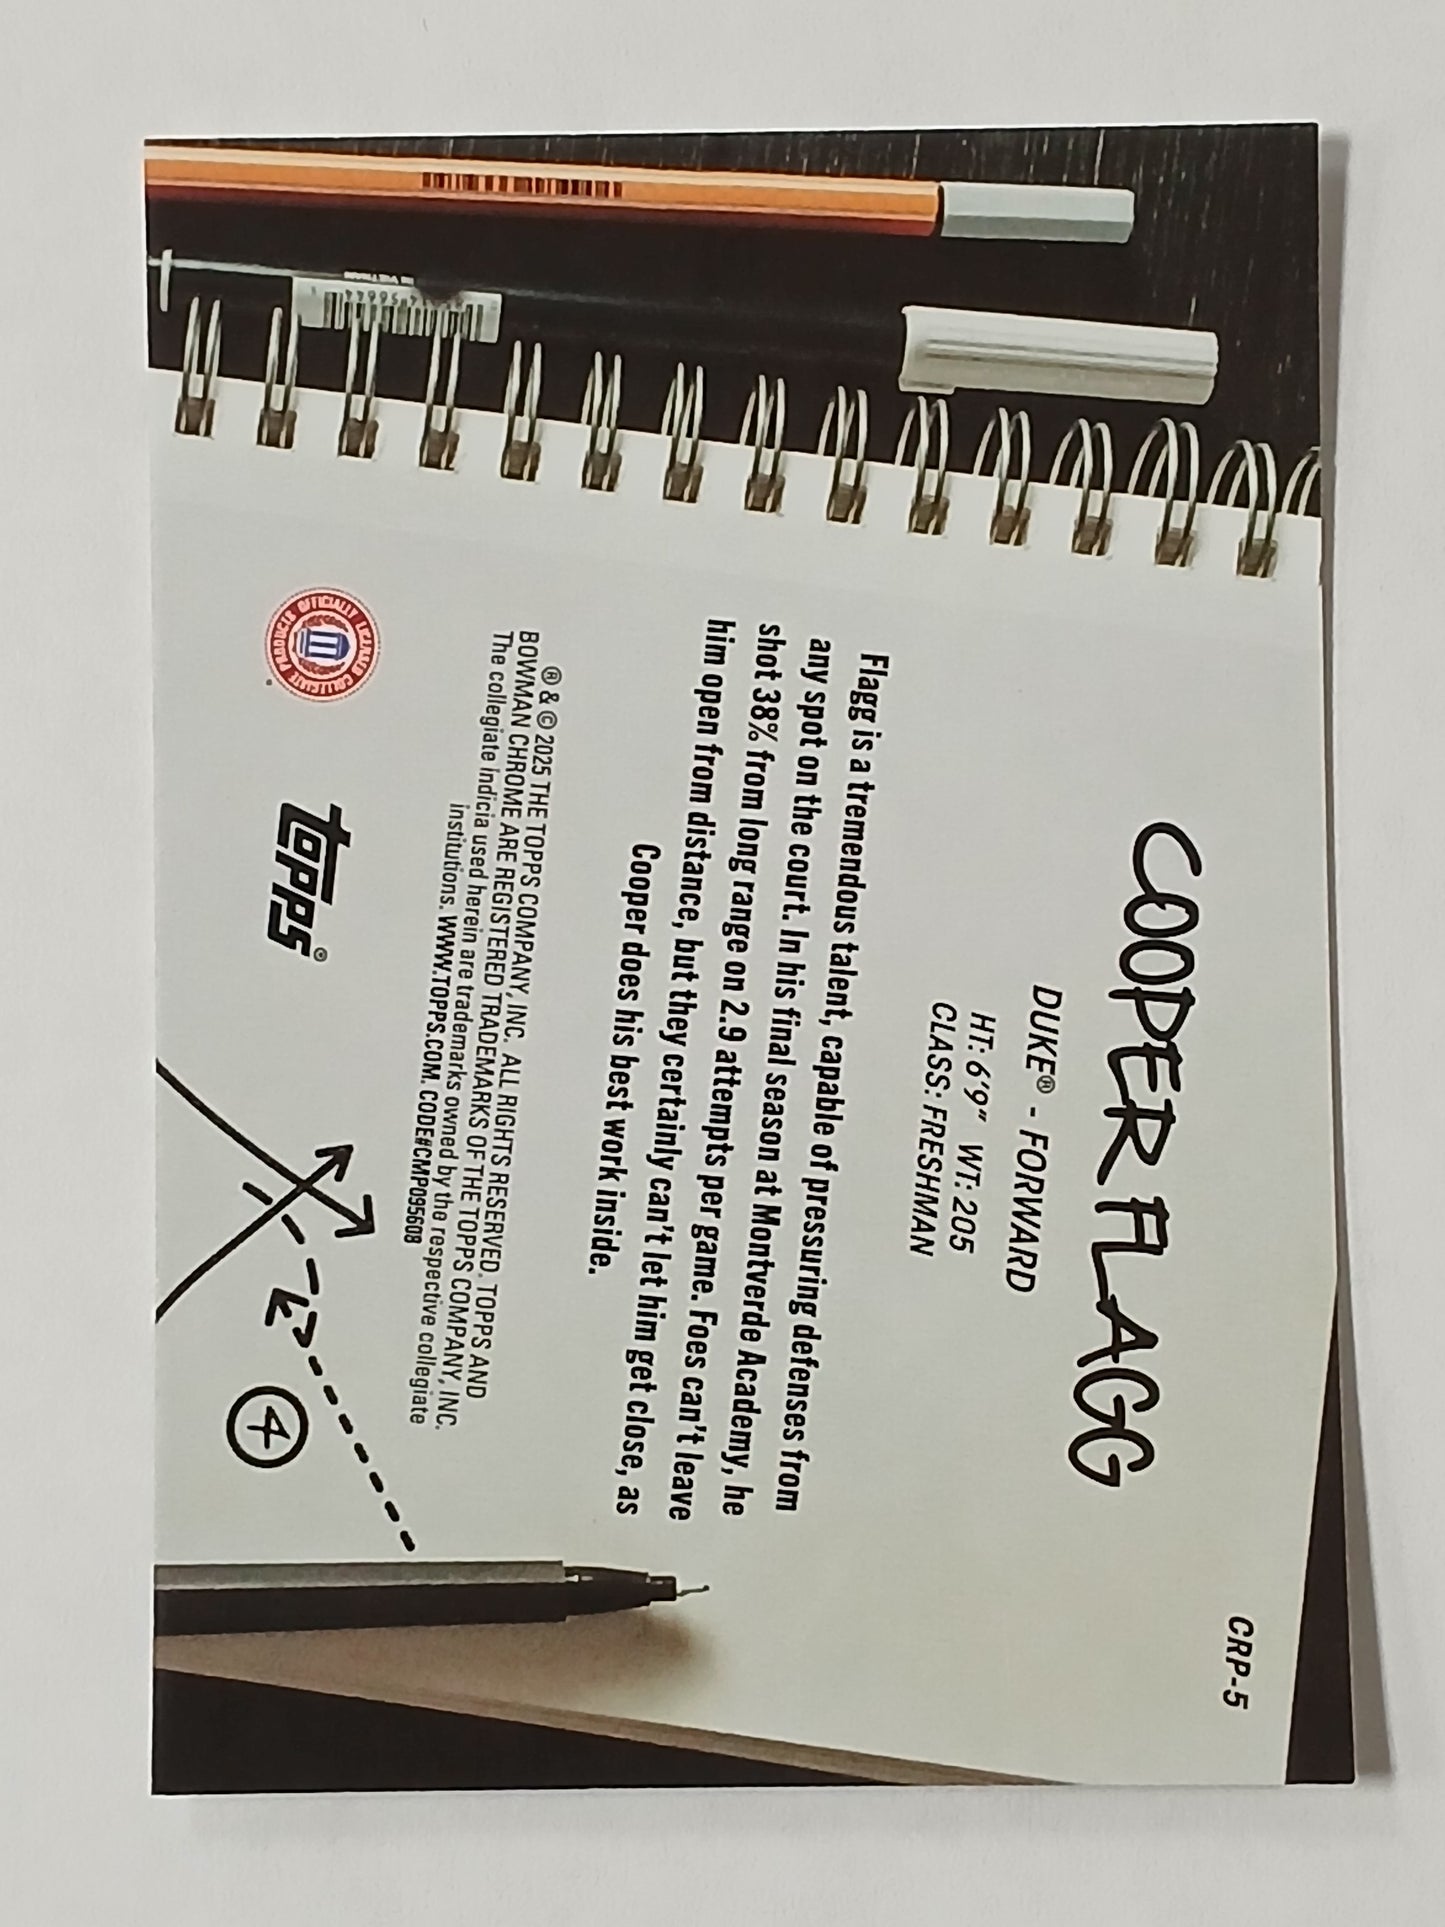 CRP-5
COOPER FLAGG
DUKE® - FORWARD
HT: 6'9" WT: 205
CLASS: FRESHMAN
Flagg is a tremendous talent, capable of pressuring defenses from
any spot on the court. In his final season at Montverde Academy, he
shot 38% from long range on 2.9 attempts per game. Foes can't leave
him open from distance, but they certainly can't let him get close, as
Cooper does his best work inside.
® & © 2025 THE TOPPS COMPANY, INC. ALL RIGHTS RESERVED. TOPPS AND
BOWMAN CHROME ARE REGISTERED TRADEMARKS OF THE TOPPS COMPANY, INC.
The collegiate indicia used herein are trademarks owned by the respective collegiate
institutions. WWW.TOPPS.COM. CODE#CMP095608
OFFICIALLY LICENSED COLLEGIATE PRODUCTS
topps®
4